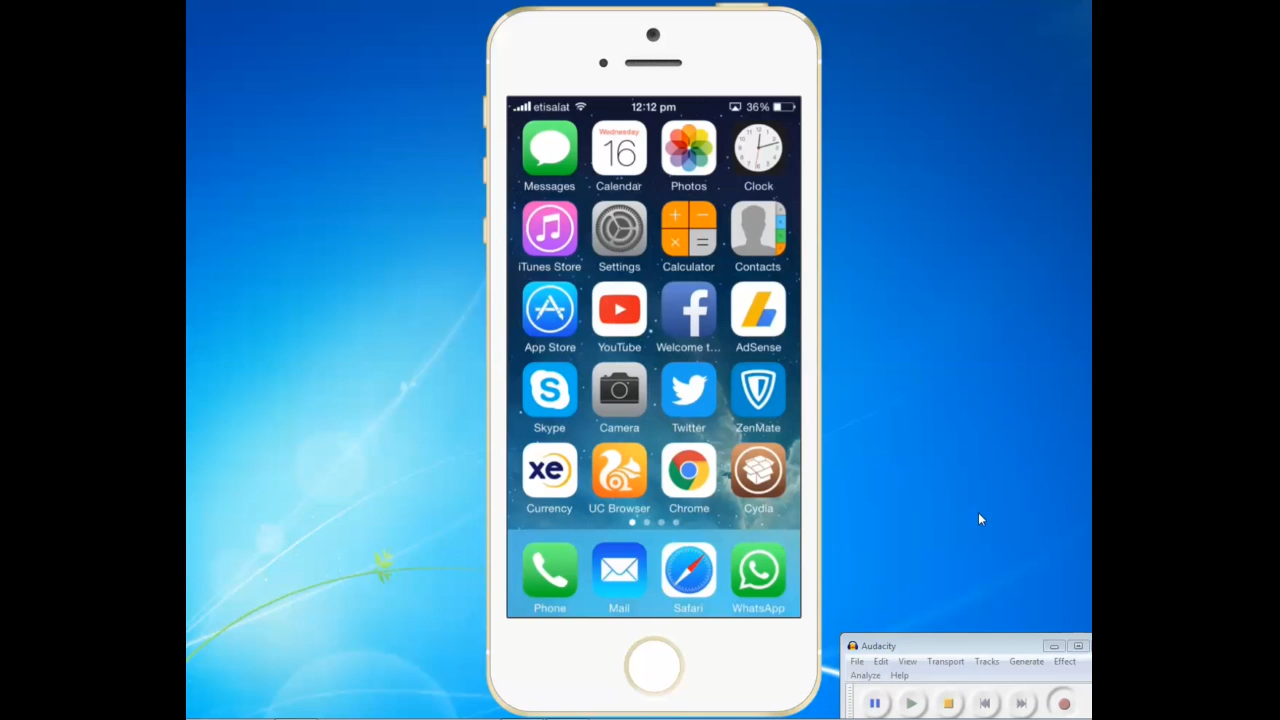 etisalat 12:12 pm 36%
Wednesday
16
Messages Calendar Photos Clock
iTunes Store Settings Calculator Contacts
App Store YouTube Welcome t... AdSense
Skype Camera Twitter ZenMate
xe
Currency UC Browser Chrome Cydia
Phone Mail Safari WhatsApp
Audacity
File Edit View Transport Tracks Generate Effect
Analyze Help